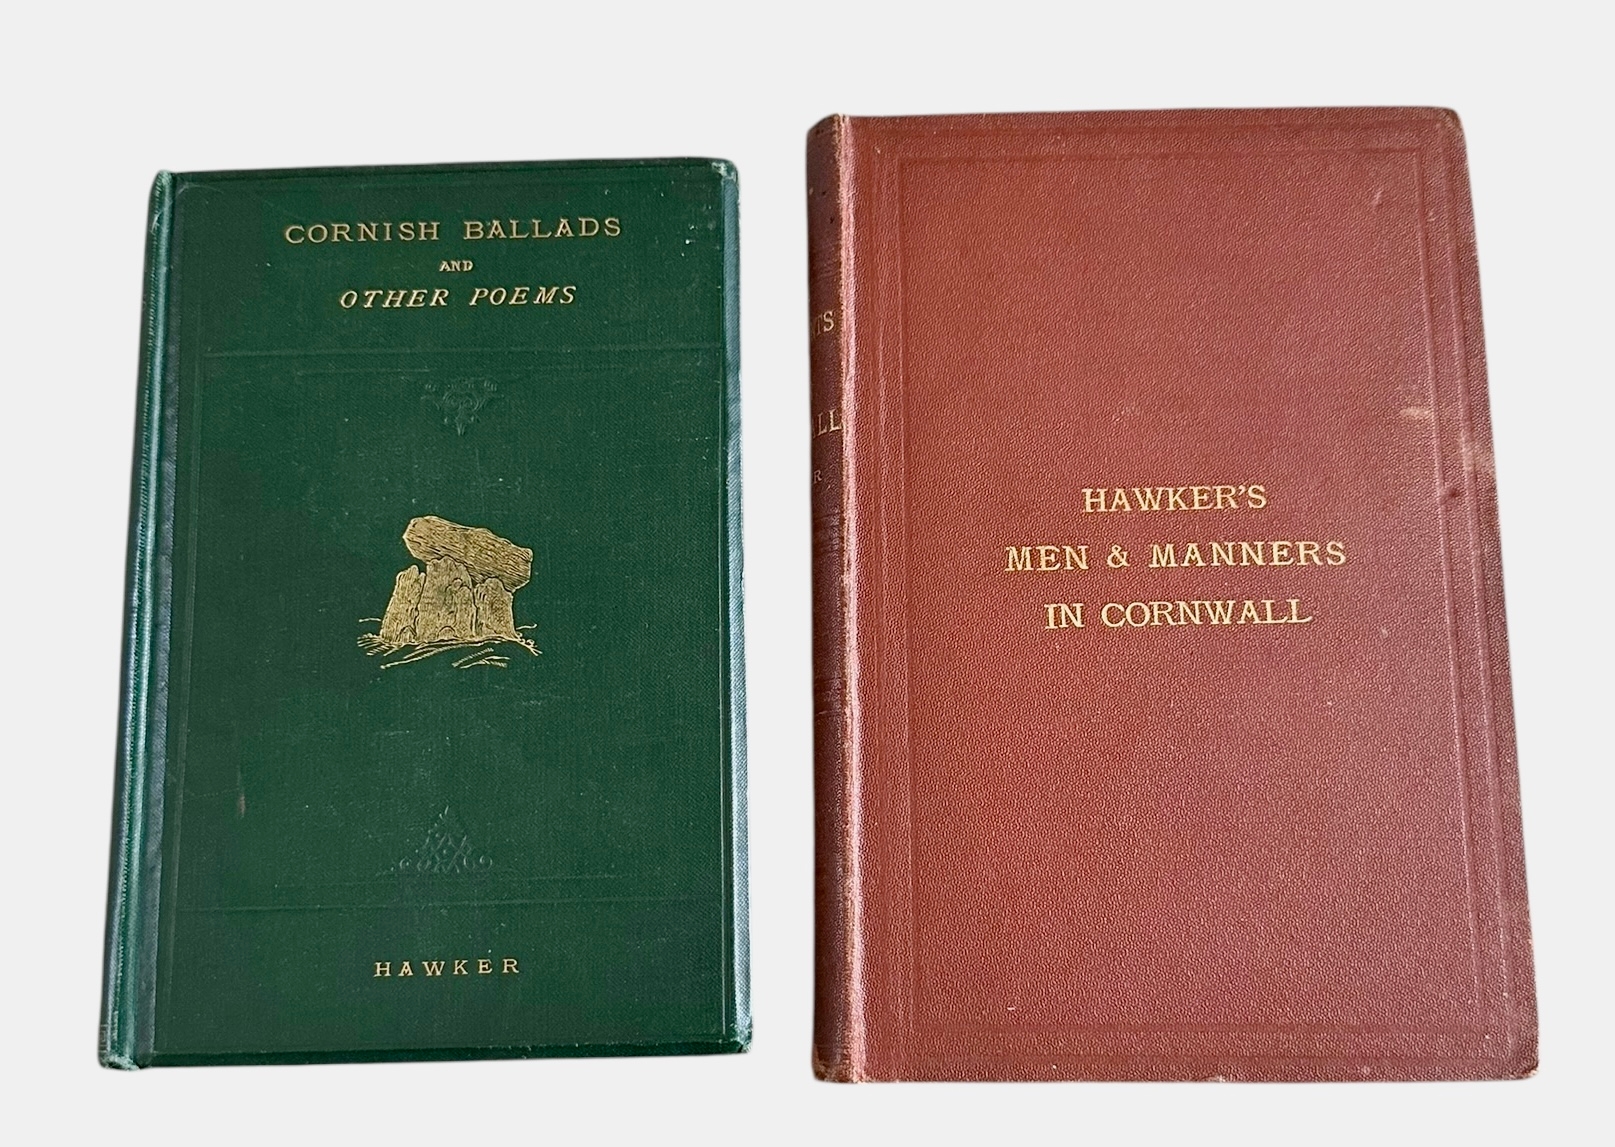 CORNISH BALLADS
AND
OTHER POEMS
HAWKER
HAWKER'S
MEN & MANNERS
IN CORNWALL